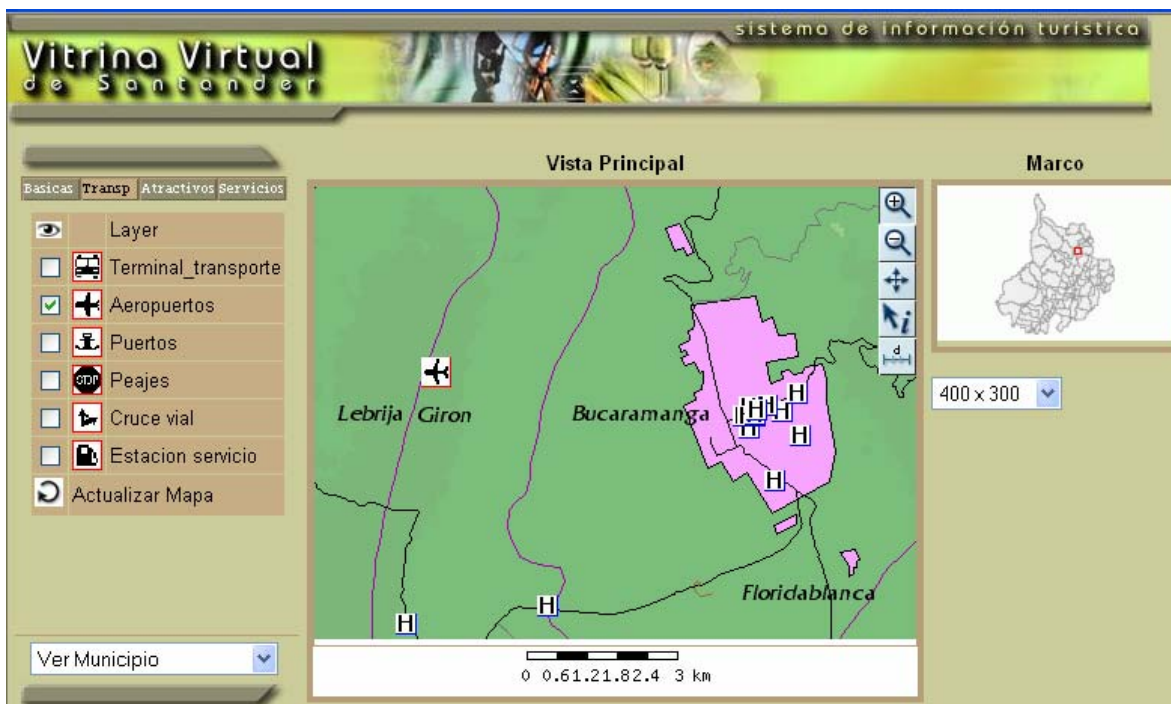 sistema de información turistica
Vitrina Virtual
de Santander
Vista Principal
Marco
Basicas Transp Atractivos Servicios
Layer
Terminal_transporte
Aeropuertos
Puertos
STOP Peajes
Cruce vial
Estacion servicio
Actualizar Mapa
Ver Municipio
Lebrija Giron Bucaramanga
Floridablanca
H
H
H
H
H
H
H
H
H
i
d
0 0.61.21.82.4 3 km
400 x 300